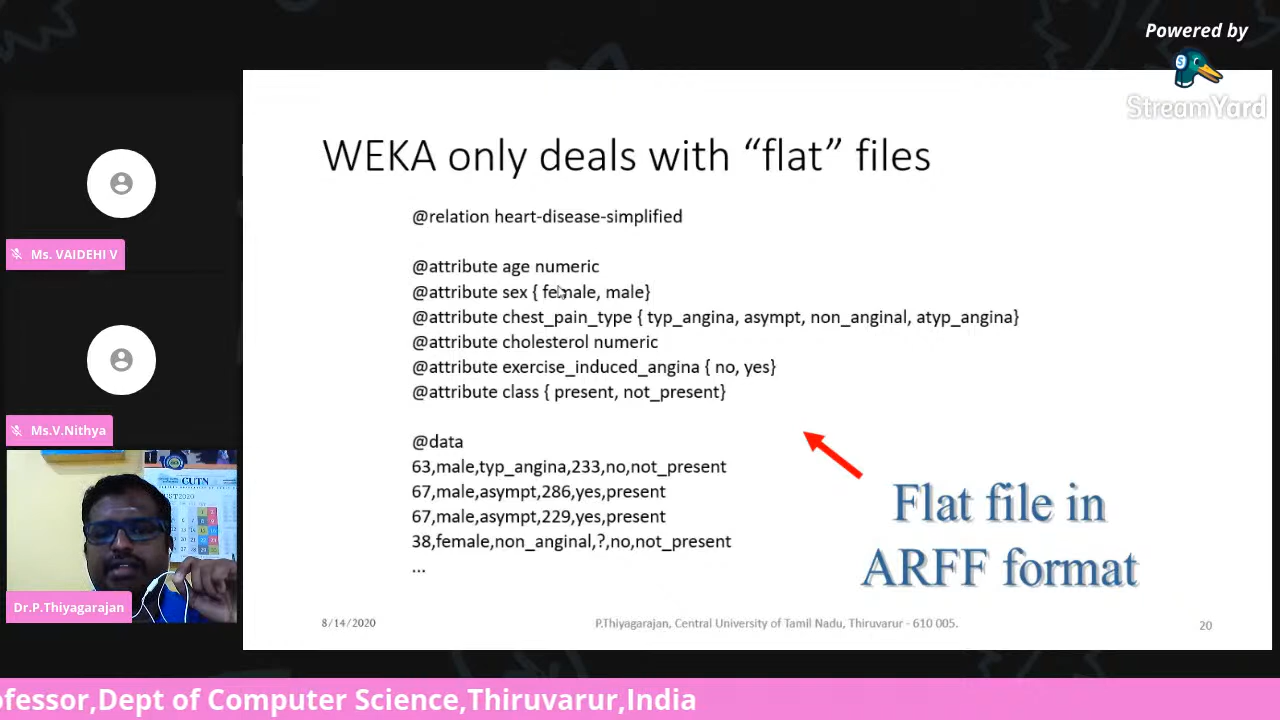 Powered by
StreamYard
WEKA only deals with “flat” files
@relation heart-disease-simplified
@attribute age numeric
@attribute sex { female, male}
@attribute chest_pain_type { typ_angina, asympt, non_anginal, atyp_angina}
@attribute cholesterol numeric
@attribute exercise_induced_angina { no, yes}
@attribute class { present, not_present}
@data
63,male,typ_angina,233,no,not_present
67,male,asympt,286,yes,present
67,male,asympt,229,yes,present
38,female,non_anginal,?,no,not_present
...
Flat file in
ARFF format
8/14/2020
P.Thiyagarajan, Central University of Tamil Nadu, Thiruvarur - 610 005.
20
Ms. VAIDEHI V
Ms.V.Nithya
CUTN
Dr.P.Thiyagarajan
ofessor,Dept of Computer Science,Thiruvarur,India